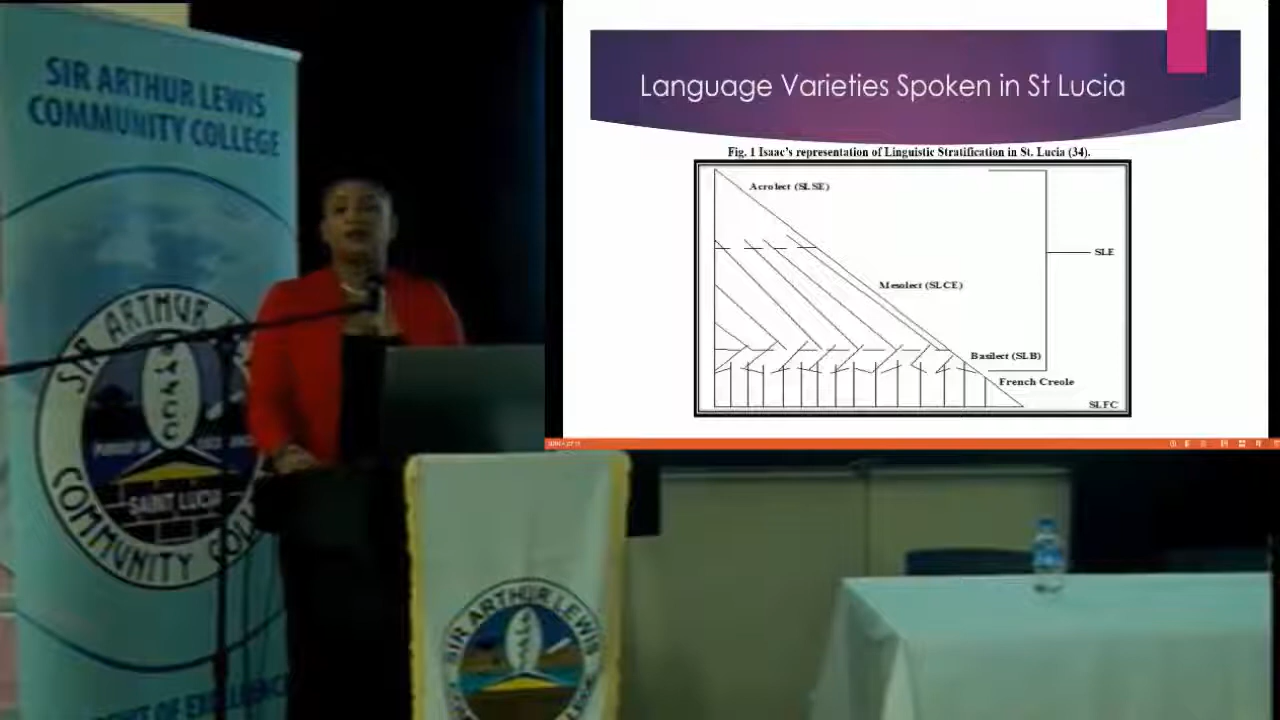 SIR ARTHUR LEWIS
COMMUNITY COLLEGE
SIR ARTHUR
COMMUNITY
SAINT LUCIA
Language Varieties Spoken in St Lucia
Fig. 1 Isaac's representation of Linguistic Stratification in St. Lucia (34).
Acrolect (SLSE)
SLE
Mesolect (SLCE)
Basilect (SLB)
French Creole
SLFC
SIR ARTHUR LEWIS